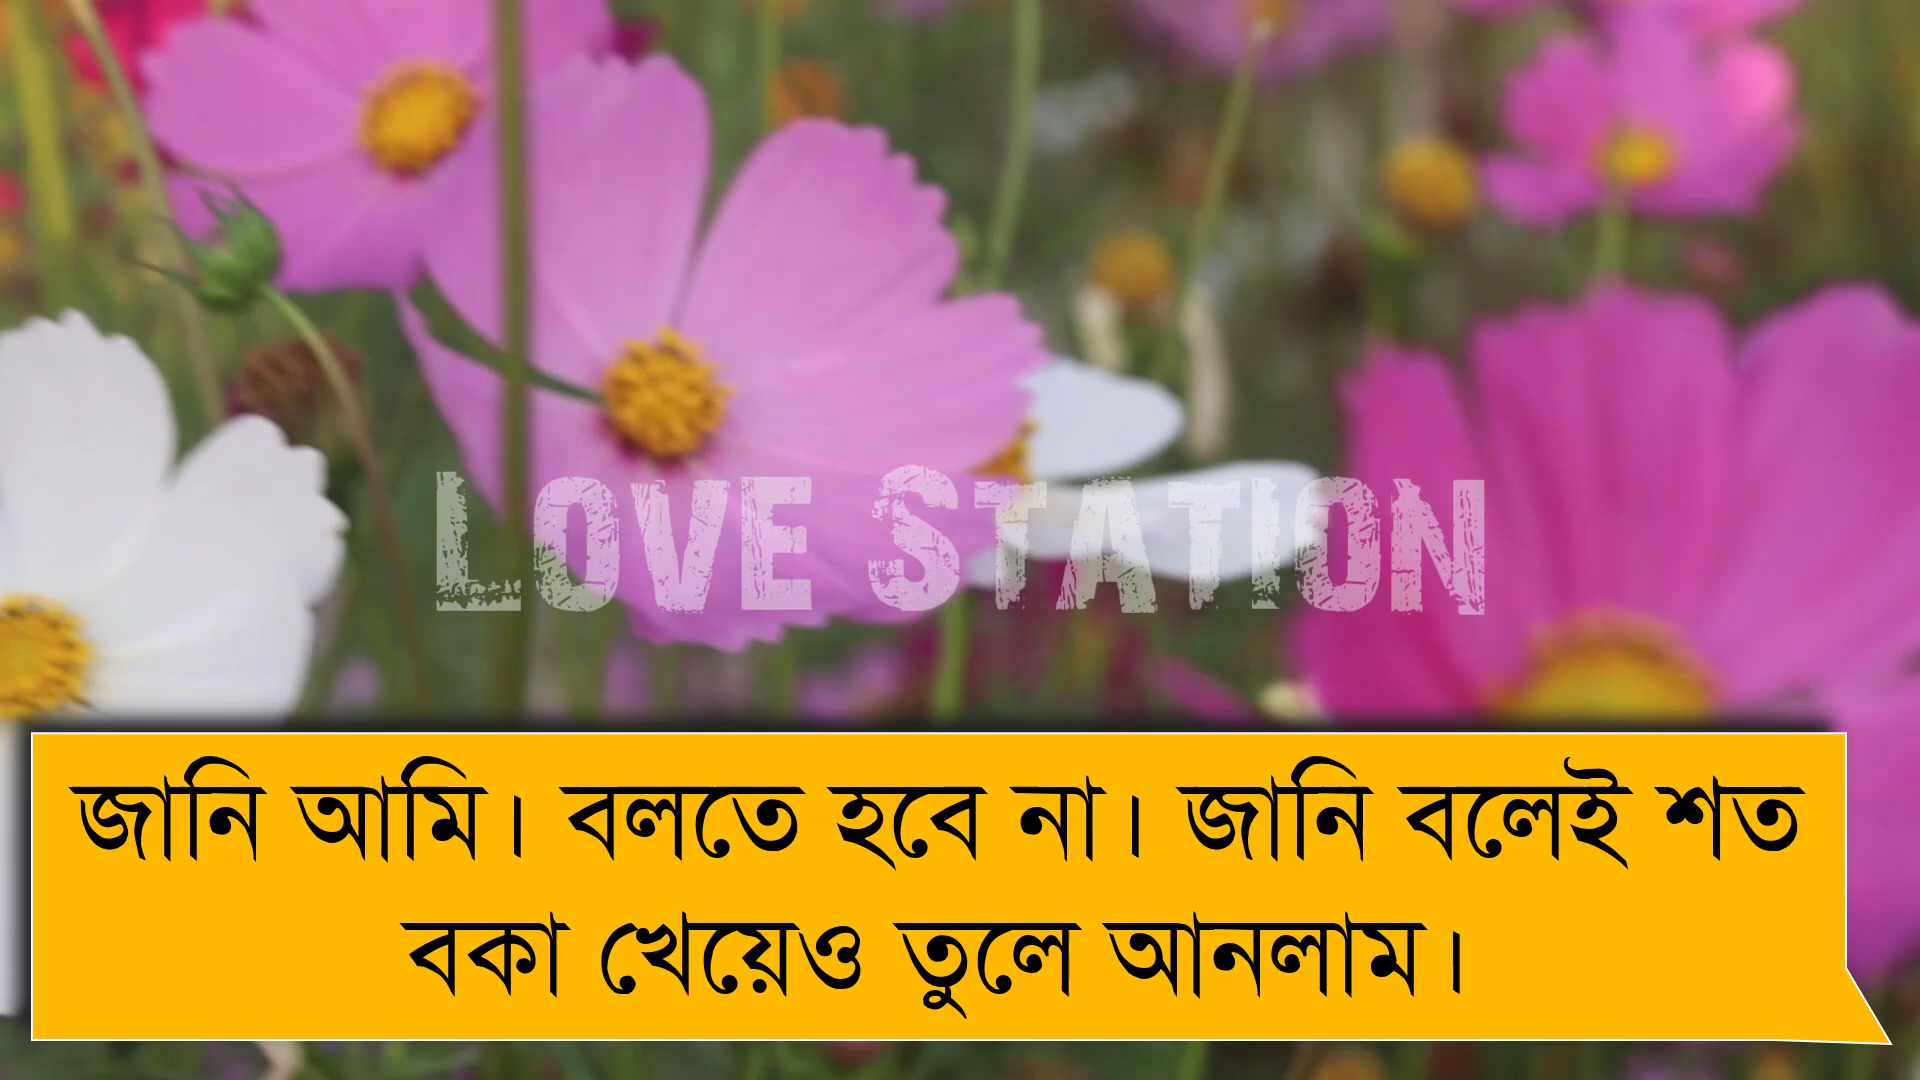 LOVE STATION
জানি আমি। বলতে হবে না। জানি বলেই শত
বকা খেয়েও তুলে আনলাম।